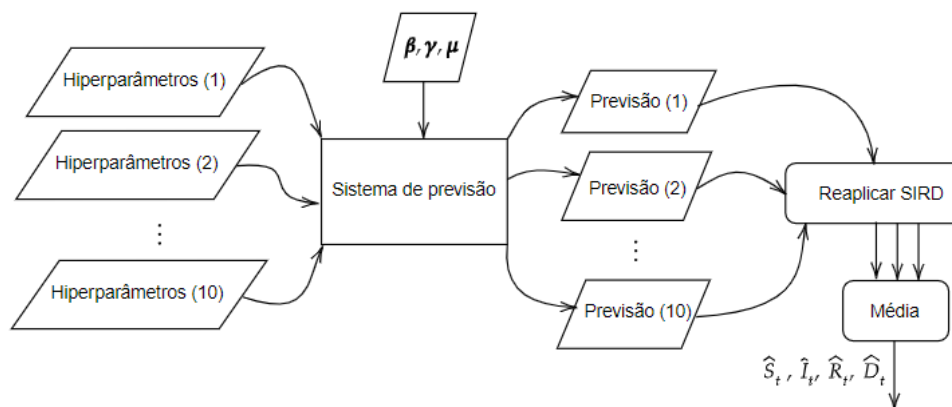 β, γ, μ
Hiperparâmetros (1)
Hiperparâmetros (2)
⋮
Hiperparâmetros (10)
Sistema de previsão
Previsão (1)
Previsão (2)
⋮
Previsão (10)
Reaplicar SIRD
Média
Ŝₜ , Îₜ, R̂ₜ, D̂ₜ